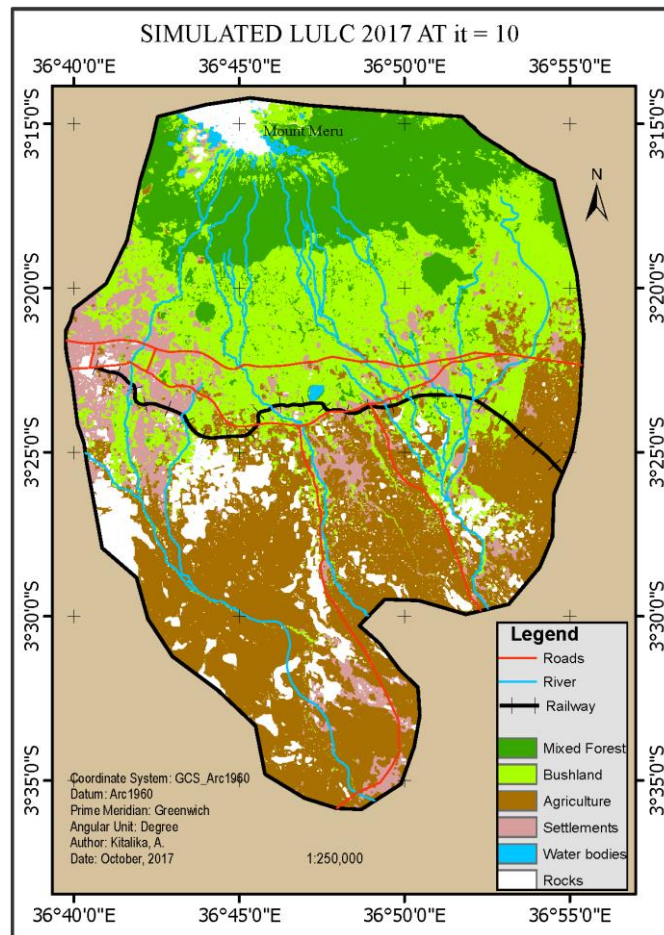 SIMULATED LULC 2017 AT it = 10
36°40'0"E 36°45'0"E 36°50'0"E 36°55'0"E
3°15'0"S 3°15'0"S
Mount Meru
N
3°20'0"S 3°20'0"S
3°25'0"S 3°25'0"S
3°30'0"S 3°30'0"S
Legend
Roads
River
Railway
Mixed Forest
Bushland
Agriculture
Settlements
Water bodies
Rocks
3°35'0"S 3°35'0"S
Coordinate System: GCS_Arc1960
Datum: Arc1960
Prime Meridian: Greenwich
Angular Unit: Degree
Author: Kitalika, A.
Date: October, 2017 1:250,000
36°40'0"E 36°45'0"E 36°50'0"E 36°55'0"E